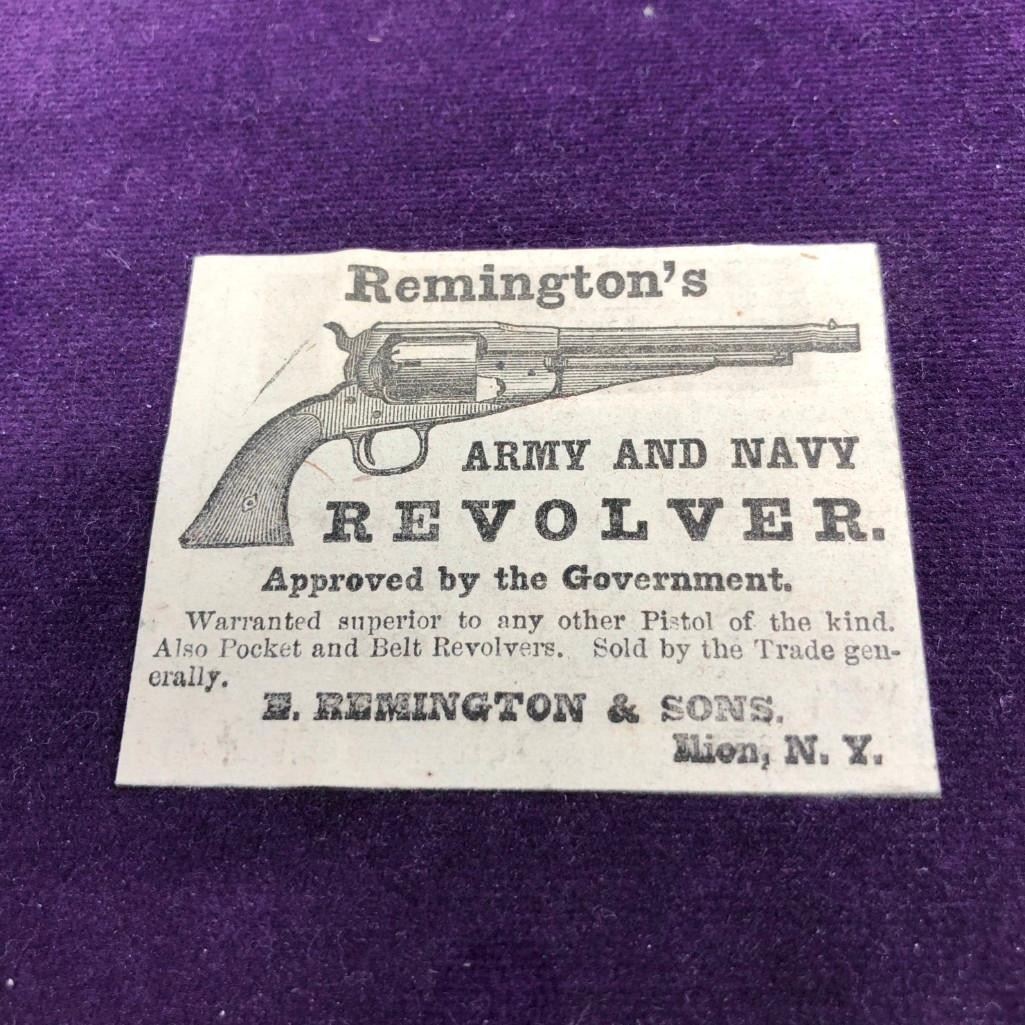 Remington's
ARMY AND NAVY
REVOLVER.
Approved by the Government.
Warranted superior to any other Pistol of the kind.
Also Pocket and Belt Revolvers. Sold by the Trade gen-
erally.
E. REMINGTON & SONS.
Ilion, N. Y.